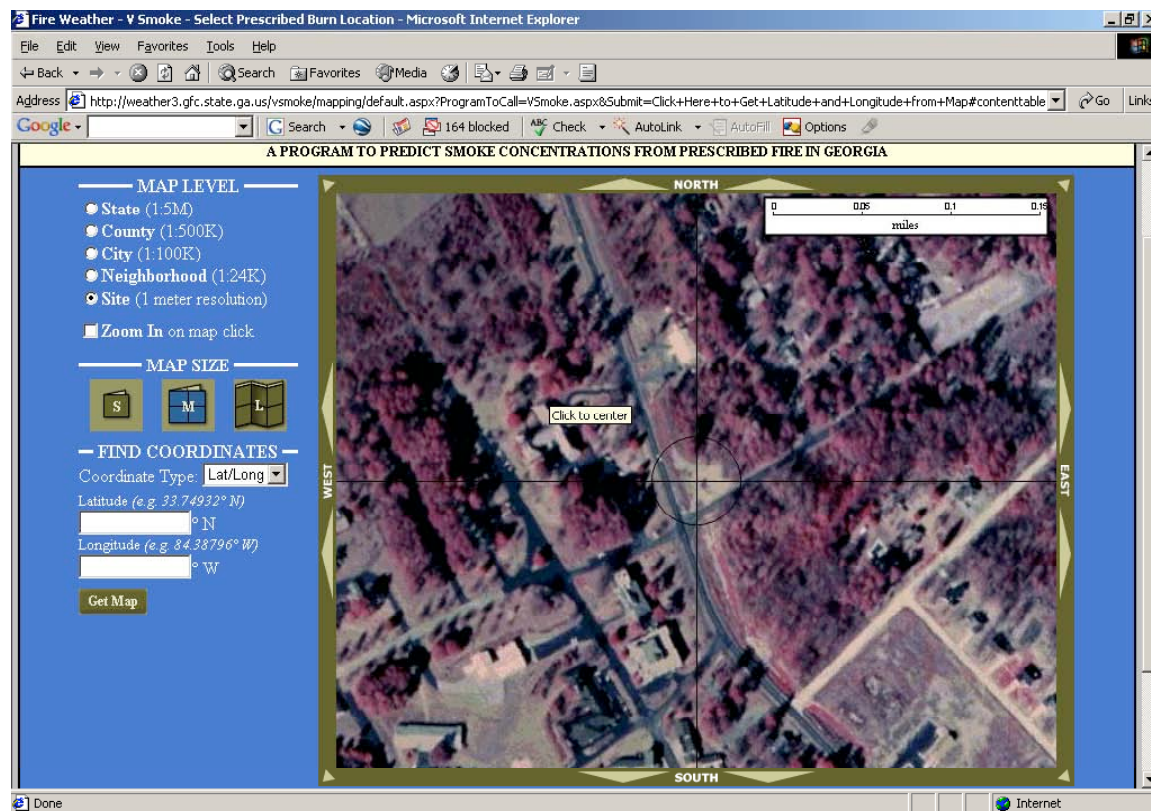 Fire Weather - V Smoke - Select Prescribed Burn Location - Microsoft Internet Explorer
File Edit View Favorites Tools Help
Back Search Favorites Media
Address http://weather3.gfc.state.ga.us/vsmoke/mapping/default.aspx?ProgramToCall=VSmoke.aspx&Submit=Click+Here+to+Get+Latitude+and+Longitude+from+Map#contenttable Go Links
Google Search 164 blocked ABC Check AutoLink AutoFill Options
A PROGRAM TO PREDICT SMOKE CONCENTRATIONS FROM PRESCRIBED FIRE IN GEORGIA
MAP LEVEL
State (1:5M)
County (1:500K)
City (1:100K)
Neighborhood (1:24K)
Site (1 meter resolution)
Zoom In on map click
MAP SIZE
S M L
FIND COORDINATES
Coordinate Type: Lat/Long
Latitude (e.g. 33.74932° N)
° N
Longitude (e.g. 84.38796° W)
° W
Get Map
NORTH
0 0.05 0.1 0.15
miles
Click to center
WEST
EAST
SOUTH
Done Internet